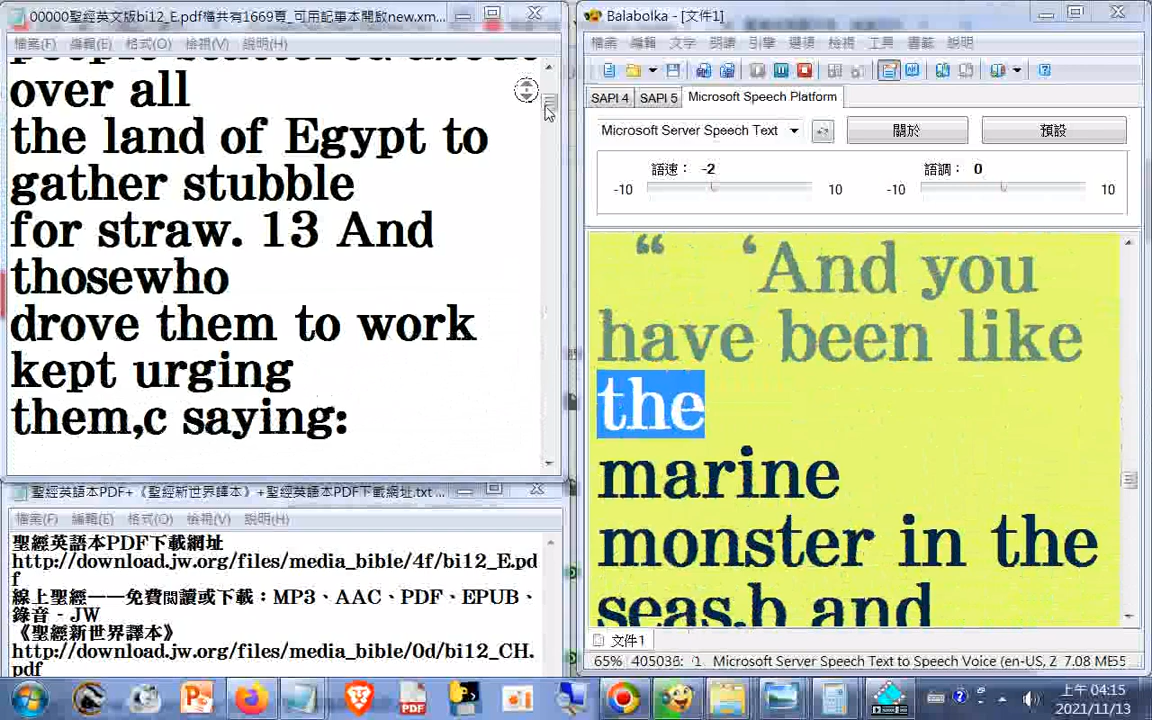 00000聖經英文版bi12_E.pdf檔共有1669頁_可用記事本開啟new.xm...
檔案(F) 編輯(E) 格式(O) 檢視(V) 說明(H)
people scattered about
over all
the land of Egypt to
gather stubble
for straw. 13 And
thosewho
drove them to work
kept urging
them,c saying:
聖經英語本PDF+《聖經新世界譯本》+聖經英語本PDF下載網址.txt ...
檔案(F) 編輯(E) 格式(O) 檢視(V) 說明(H)
聖經英語本PDF下載網址
http://download.jw.org/files/media_bible/4f/bi12_E.pd
f
線上聖經——免費閱讀或下載：MP3、AAC、PDF、EPUB、
錄音 - JW
《聖經新世界譯本》
http://download.jw.org/files/media_bible/0d/bi12_CH.
pdf
Balabolka - [文件1]
檔案 編輯 文字 朗讀 引擎 選項 檢視 工具 書籤 說明
SAPI 4 SAPI 5 Microsoft Speech Platform
Microsoft Server Speech Text 關於 預設
語速： -2 語調： 0
-10 10 -10 10
“ ‘And you
have been like
the
marine
monster in the
seas,b and
文件1
65% 405036: 1 Microsoft Server Speech Text to Speech Voice (en-US, Z 7.08 MB
上午 04:15
2021/11/13